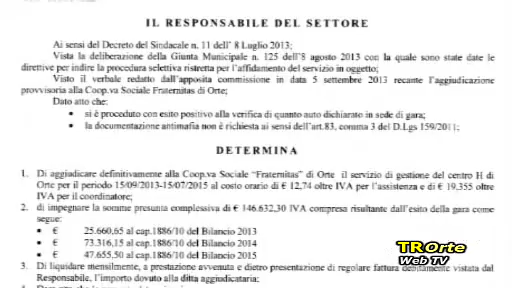 IL RESPONSABILE DEL SETTORE
Ai sensi del Decreto del Sindacale n. 11 dell' 8 Luglio 2013;
Vista la deliberazione della Giunta Municipale n. 125 dell'8 agosto 2013 con la quale sono state date le
direttive per indire la procedura selettiva ristretta per l'affidamento del servizio in oggetto;
Visto il verbale redatto dall'apposita commissione in data 5 settembre 2013 recante l'aggiudicazione
provvisoria alla Coop.va Sociale Fraternitas di Orte;
Dato atto che:
• si è proceduto con esito positivo alla verifica di quanto auto dichiarato in sede di gara;
• la documentazione antimafia non è richiesta ai sensi dell'art.83, comma 3 del D.Lgs 159/2011;
DETERMINA
1. Di aggiudicare definitivamente alla Coop.va Sociale "Fraternitas" di Orte il servizio di gestione del centro H di
Orte per il periodo 15/09/2013-15/07/2015 al costo orario di € 12,74 oltre IVA per l'assistenza e di € 19,355 oltre
IVA per il coordinatore;
2. di impegnare la somme presunta complessiva di € 146.632,30 IVA compresa risultante dall'esito della gara come
segue:
• € 25.660,65 al cap.1886/10 del Bilancio 2013
• € 73.316,15 al cap.1886/10 del Bilancio 2014
• € 47.655,50 al cap.1886/10 del Bilancio 2015
3. Di liquidare mensilmente, a prestazione avvenuta e dietro presentazione di regolare fattura debitamente vistata dal
Responsabile, l'importo dovuto alla ditta aggiudicataria;
TROrte
Web TV